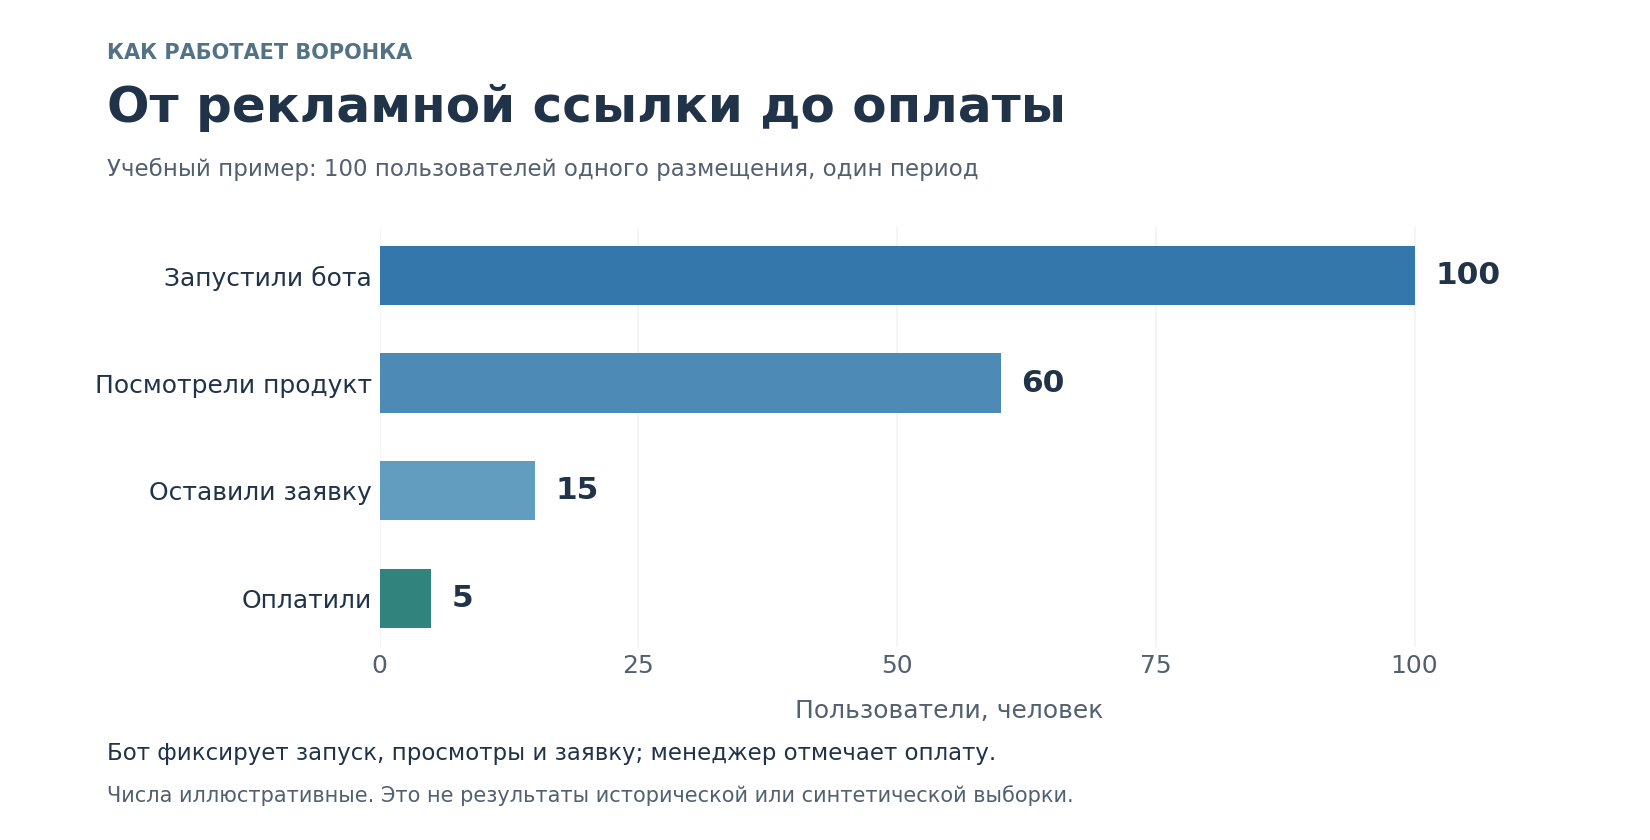 КАК РАБОТАЕТ ВОРОНКА
От рекламной ссылки до оплаты
Учебный пример: 100 пользователей одного размещения, один период
Запустили бота 100
Посмотрели продукт 60
Оставили заявку 15
Оплатили 5
0 25 50 75 100
Пользователи, человек
Бот фиксирует запуск, просмотры и заявку; менеджер отмечает оплату.
Числа иллюстративные. Это не результаты исторической или синтетической выборки.